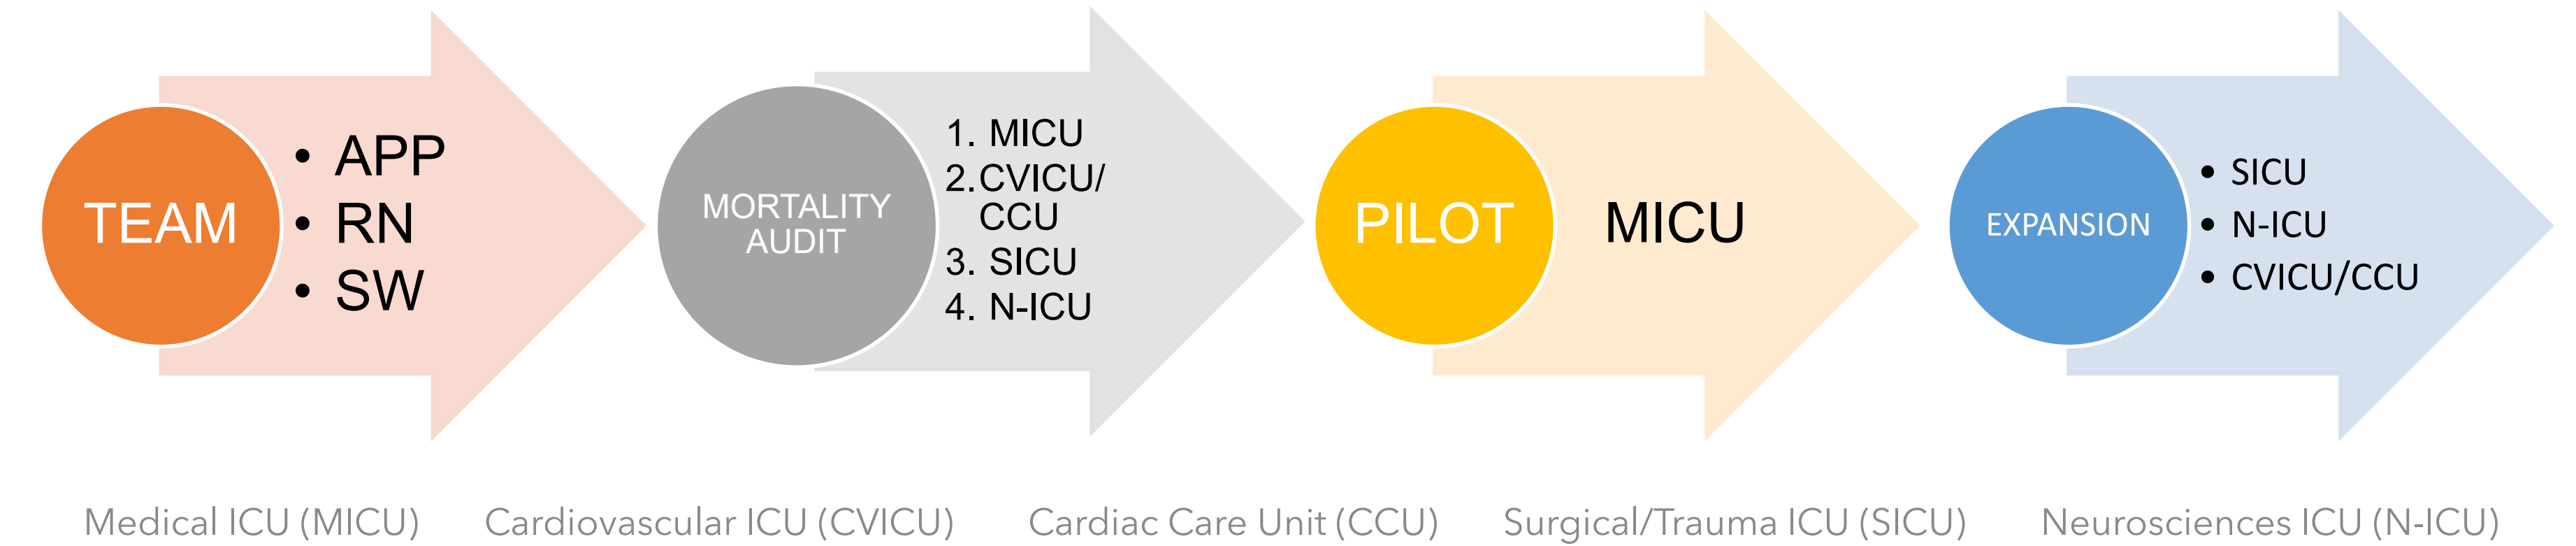 TEAM
• APP
• RN
• SW
MORTALITY
AUDIT
1. MICU
2. CVICU/
CCU
3. SICU
4. N-ICU
PILOT
MICU
EXPANSION
• SICU
• N-ICU
• CVICU/CCU
Medical ICU (MICU)
Cardiovascular ICU (CVICU)
Cardiac Care Unit (CCU)
Surgical/Trauma ICU (SICU)
Neurosciences ICU (N-ICU)